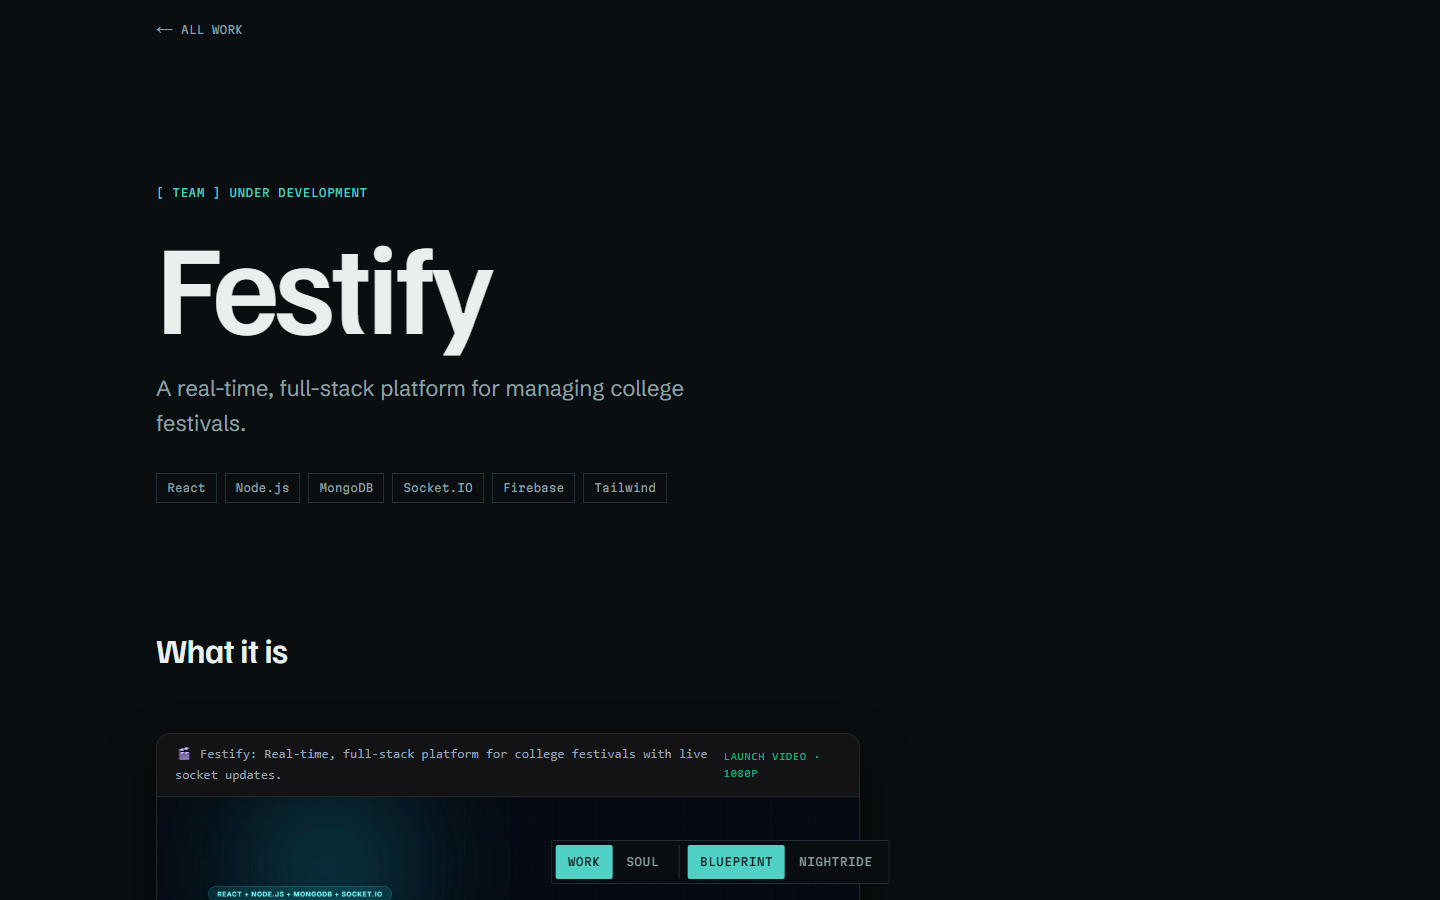 ← ALL WORK
[ TEAM ] UNDER DEVELOPMENT
Festify
A real-time, full-stack platform for managing college
festivals.
React Node.js MongoDB Socket.IO Firebase Tailwind
What it is
🎬 Festify: Real-time, full-stack platform for college festivals with live
socket updates.
LAUNCH VIDEO ·
1080P
REACT + NODE.JS + MONGODB + SOCKET.IO
WORK SOUL BLUEPRINT NIGHTRIDE